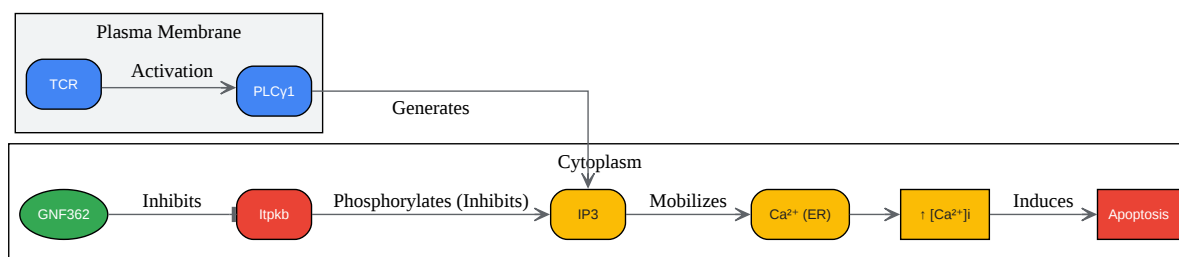 Plasma Membrane
TCR
Activation
PLCγ1
Generates
Cytoplasm
GNF362
Inhibits
Itpkb
Phosphorylates (Inhibits)
IP3
Mobilizes
Ca²⁺ (ER)
↑ [Ca²⁺]i
Induces
Apoptosis